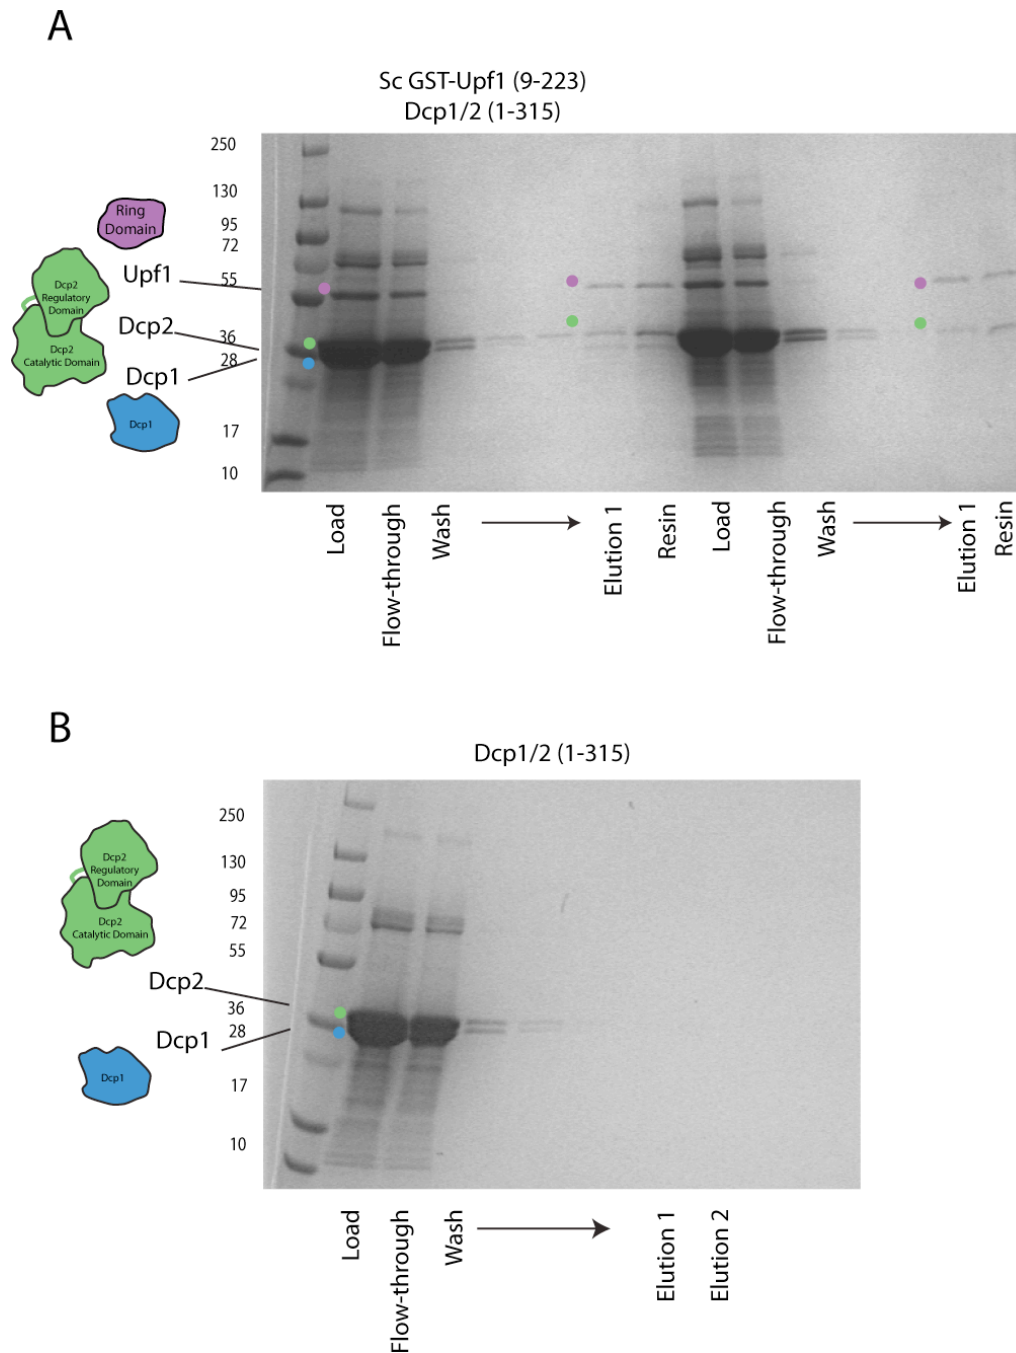 A
Sc GST-Upf1 (9-223)
Dcp1/2 (1-315)
250
130
95
72
55
36
28
17
10
Ring
Domain
Upf1
Dcp2
Regulatory
Domain
Dcp2
Dcp2
Catalytic Domain
Dcp1
Dcp1
Load
Flow-through
Wash
Elution 1
Resin
Load
Flow-through
Wash
Elution 1
Resin
B
Dcp1/2 (1-315)
250
130
95
72
55
36
28
17
10
Dcp2
Regulatory
Domain
Dcp2
Catalytic Domain
Dcp2
Dcp1
Dcp1
Load
Flow-through
Wash
Elution 1
Elution 2